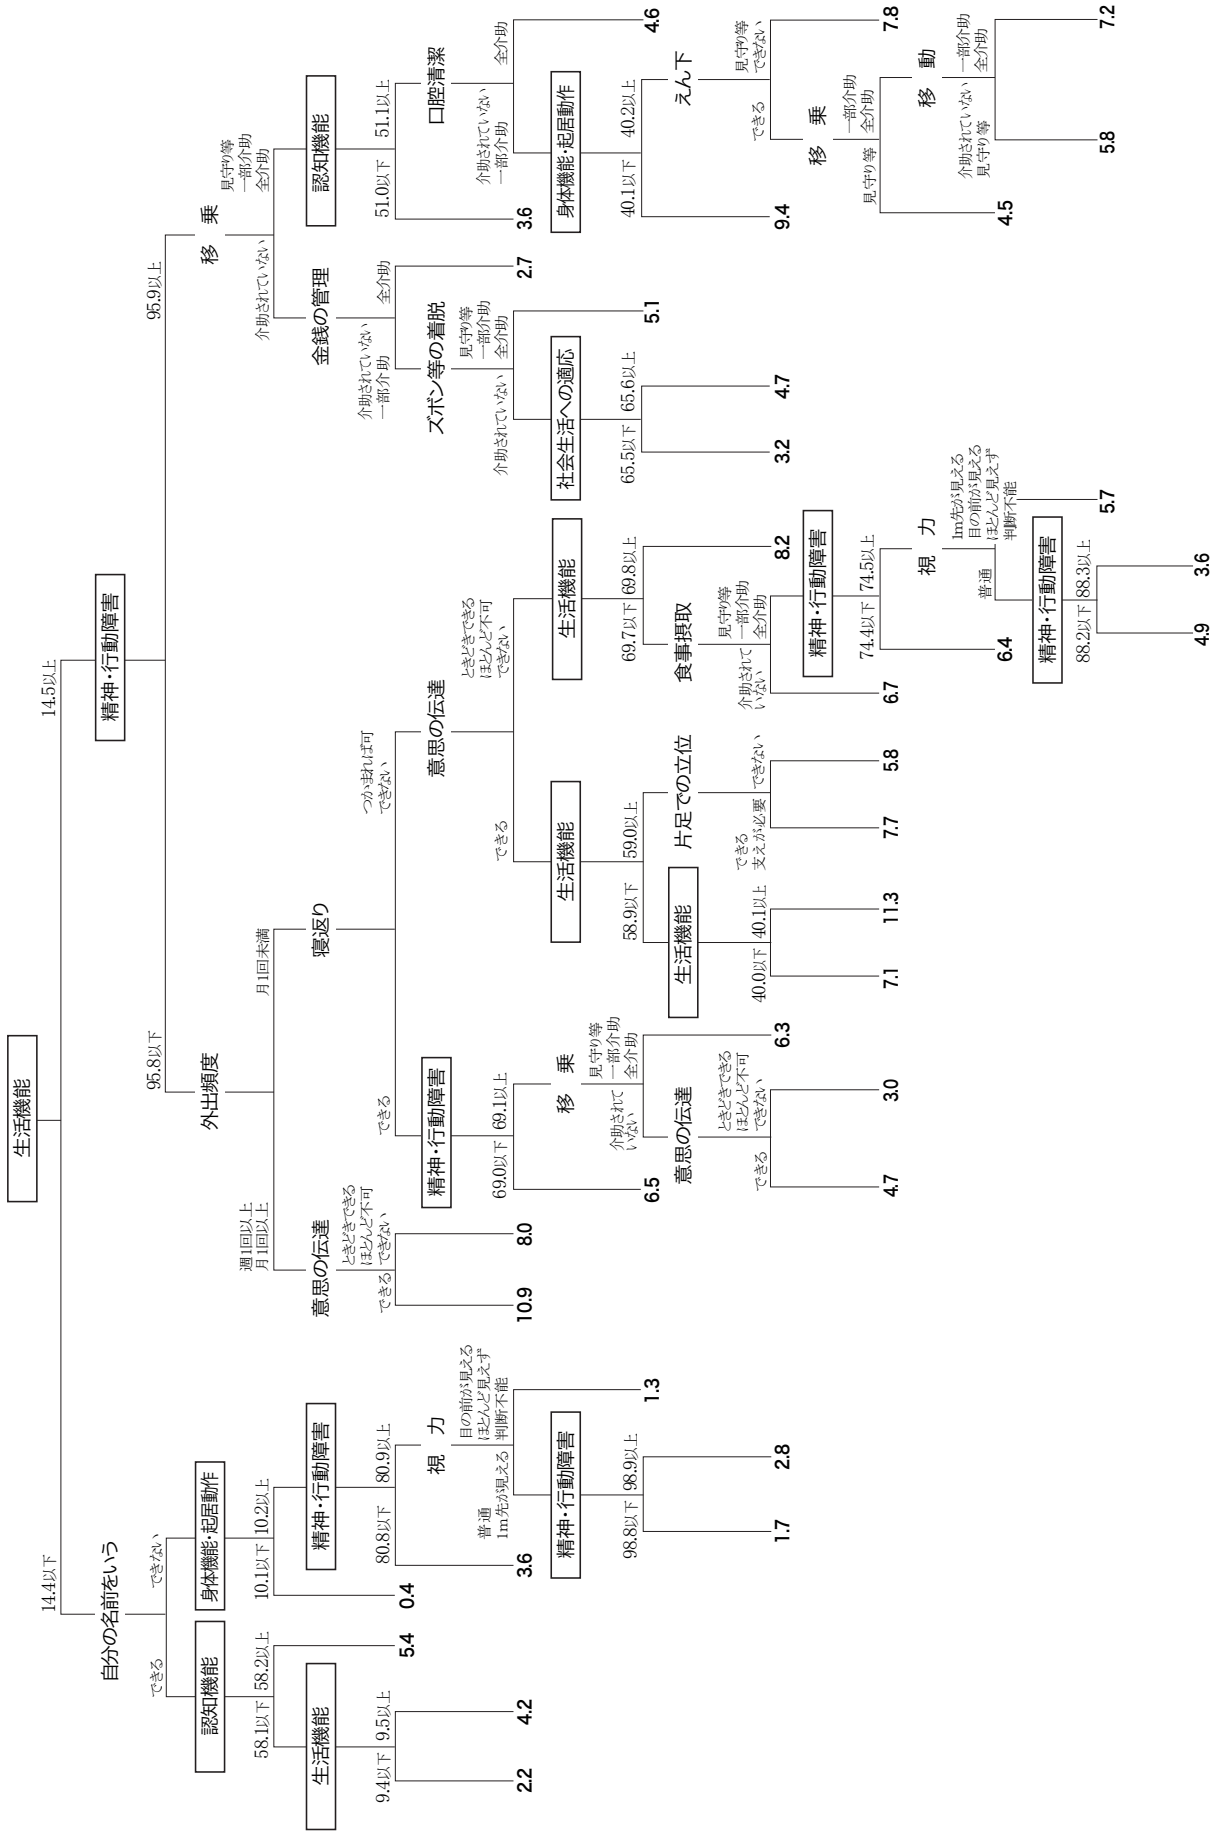 生活機能
14.4以下
14.5以上
自分の名前をいう
精神・行動障害
できる
できない
95.8以下
95.9以上
認知機能
身体機能・起居動作
外出頻度
移 乗
58.1以下
58.2以上
10.1以下
10.2以上
週1回以上
月1回以上
月1回未満
介助されていない
見守り等
一部介助
全介助
生活機能
精神・行動障害
意思の伝達
寝返り
金銭の管理
認知機能
9.4以下
9.5以上
5.4
0.4
80.8以下
80.9以上
できる
ときどきできる
ほとんど不可
できない
できる
つかまれば可
できない
介助されていない
一部介助
全介助
51.0以下
51.1以上
2.2
4.2
3.6
視 力
10.9
8.0
精神・行動障害
意思の伝達
ズボン等の着脱
2.7
3.6
口腔清潔
普通
1m先が見える
目の前が見える
ほとんど見えず
判断不能
69.0以下
69.1以上
できる
ときどきできる
ほとんど不可
できない
介助されていない
見守り等
一部介助
全介助
介助されていない
一部介助
全介助
精神・行動障害
1.3
6.5
移 乗
生活機能
生活機能
社会生活への適応
5.1
身体機能・起居動作
4.6
98.8以下
98.9以上
介助されて
いない
見守り等
一部介助
全介助
58.9以下
59.0以上
69.7以下
69.8以上
65.5以下
65.6以上
40.1以下
40.2以上
1.7
2.8
意思の伝達
6.3
生活機能
片足での立位
食事摂取
8.2
3.2
4.7
9.4
えん下
できる
ときどきできる
ほとんど不可
できない
40.0以下
40.1以上
できる
支えが必要
できない
介助されて
いない
見守り等
一部介助
全介助
できる
見守り等
できない
4.7
3.0
7.1
11.3
7.7
5.8
6.7
精神・行動障害
移 乗
7.8
74.4以下
74.5以上
見守り等
一部介助
全介助
6.4
視 力
4.5
移 動
普通
1m先が見える
目の前が見える
ほとんど見えず
判断不能
介助されていない
見守り等
一部介助
全介助
精神・行動障害
5.7
5.8
7.2
88.2以下
88.3以上
4.9
3.6